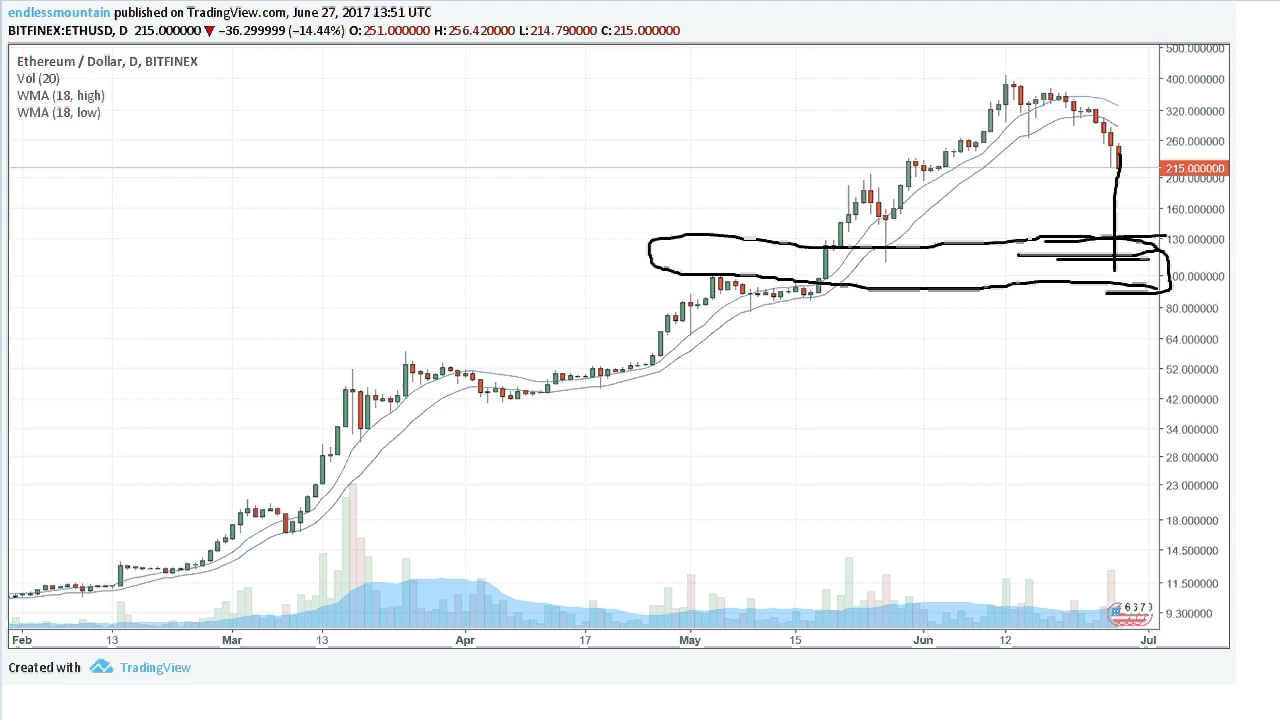 endlessmountain published on TradingView.com, June 27, 2017 13:51 UTC
BITFINEX:ETHUSD, D 215.000000 ▼ −36.299999 (−14.44%) O:251.000000 H:256.420000 L:214.790000 C:215.000000
Ethereum / Dollar, D, BITFINEX
Vol (20)
WMA (18, high)
WMA (18, low)
500.000000
400.000000
320.000000
260.000000
215.000000
200.000000
160.000000
130.000000
100.000000
80.000000
64.000000
52.000000
42.000000
34.000000
28.000000
23.000000
18.000000
14.500000
11.500000
9.300000
Feb 13 Mar 13 Apr 17 May 15 Jun 12 Jul
Created with TradingView